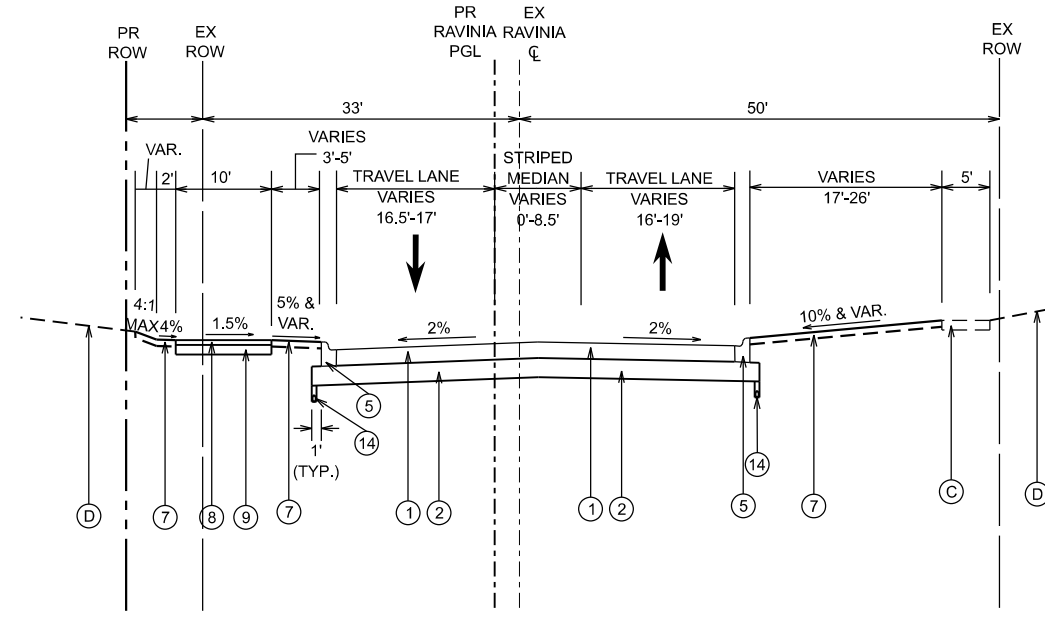 PR
ROW
EX
ROW
PR
RAVINIA
PGL
EX
RAVINIA
℄
EX
ROW
33'
50'
VAR.
2'
10'
VARIES
3'-5'
TRAVEL LANE
VARIES
16.5'-17'
STRIPED
MEDIAN
VARIES
0'-8.5'
TRAVEL LANE
VARIES
16'-19'
VARIES
17'-26'
5'
4:1
MAX
4%
1.5%
5% &
VAR.
2%
2%
10% & VAR.
5
14
1'
(TYP.)
14
D
7
8
9
7
1
2
1
2
5
7
C
D